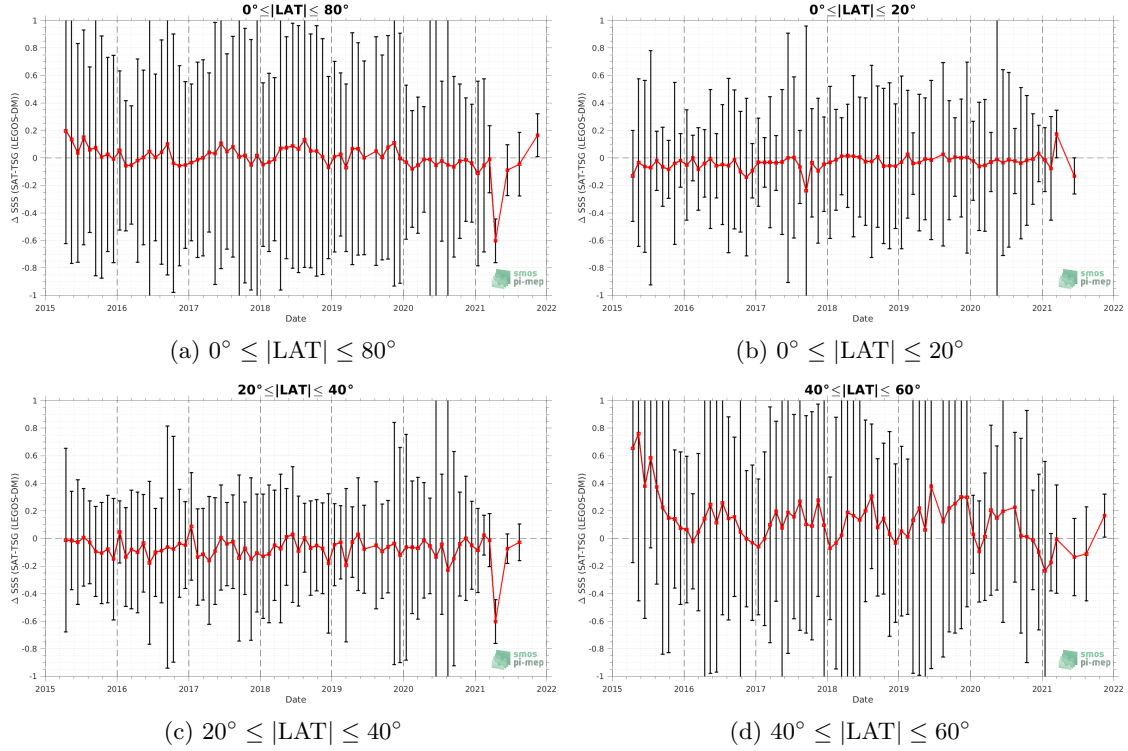 0°≤|LAT|≤ 80°
Δ SSS (SAT-TSG (LEGOS-DM))
1
0.8
0.6
0.4
0.2
0
-0.2
-0.4
-0.6
-0.8
-1
2015 2016 2017 2018 2019 2020 2021 2022
Date
smos
pi-mep
(a) 0° ≤ |LAT| ≤ 80°
0°≤|LAT|≤ 20°
Δ SSS (SAT-TSG (LEGOS-DM))
1
0.8
0.6
0.4
0.2
0
-0.2
-0.4
-0.6
-0.8
-1
2015 2016 2017 2018 2019 2020 2021 2022
Date
smos
pi-mep
(b) 0° ≤ |LAT| ≤ 20°
20°≤|LAT|≤ 40°
Δ SSS (SAT-TSG (LEGOS-DM))
1
0.8
0.6
0.4
0.2
0
-0.2
-0.4
-0.6
-0.8
-1
2015 2016 2017 2018 2019 2020 2021 2022
Date
smos
pi-mep
(c) 20° ≤ |LAT| ≤ 40°
40°≤|LAT|≤ 60°
Δ SSS (SAT-TSG (LEGOS-DM))
1
0.8
0.6
0.4
0.2
0
-0.2
-0.4
-0.6
-0.8
-1
2015 2016 2017 2018 2019 2020 2021 2022
Date
smos
pi-mep
(d) 40° ≤ |LAT| ≤ 60°